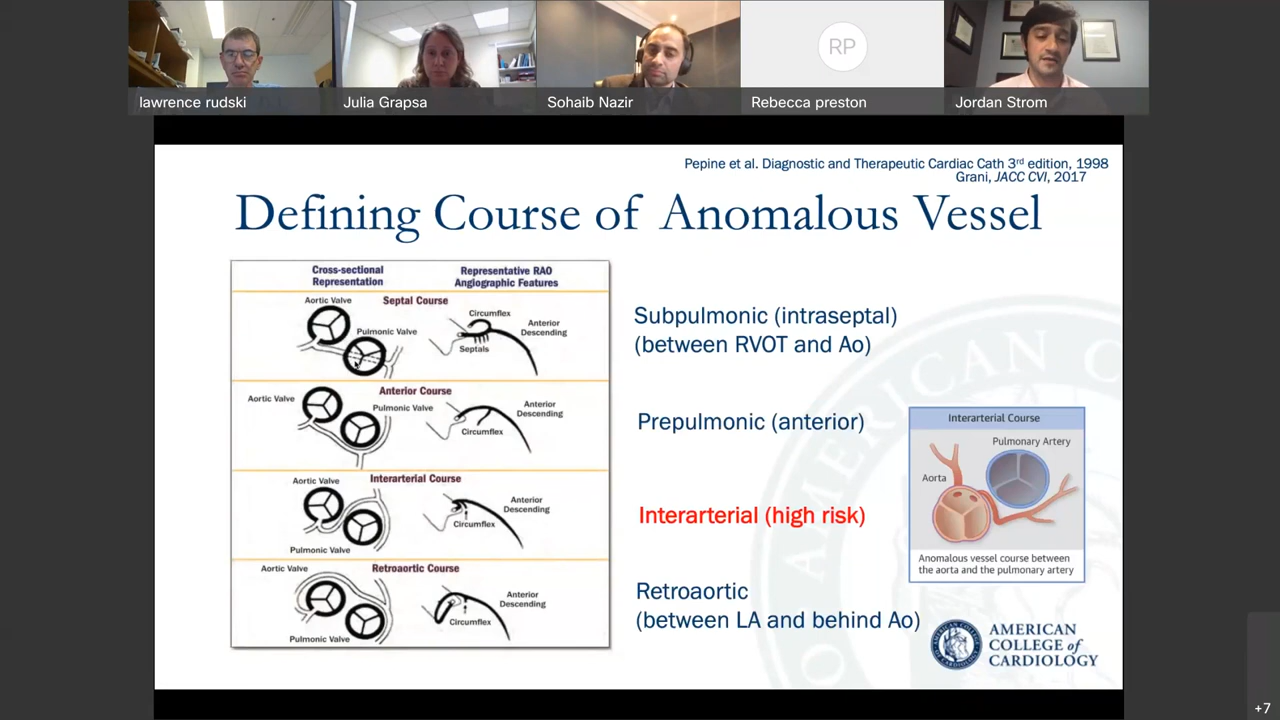 lawrence rudski
Julia Grapsa
Sohaib Nazir
RP
Rebecca preston
Jordan Strom
Pepine et al. Diagnostic and Therapeutic Cardiac Cath 3rd edition, 1998
Grani, JACC CVI, 2017
Defining Course of Anomalous Vessel
Cross-sectional
Representation
Representative RAO
Angiographic Features
Septal Course
Aortic Valve
Pulmonic Valve
Circumflex
Anterior
Descending
Septals
Anterior Course
Aortic Valve
Pulmonic Valve
Anterior
Descending
Circumflex
Interarterial Course
Aortic Valve
Pulmonic Valve
Anterior
Descending
Circumflex
Retroaortic Course
Aortic Valve
Pulmonic Valve
Anterior
Descending
Circumflex
Subpulmonic (intraseptal)
(between RVOT and Ao)
Prepulmonic (anterior)
Interarterial (high risk)
Retroaortic
(between LA and behind Ao)
Interarterial Course
Pulmonary Artery
Aorta
Anomalous vessel course between
the aorta and the pulmonary artery
AMERICAN
COLLEGE of
CARDIOLOGY
+7